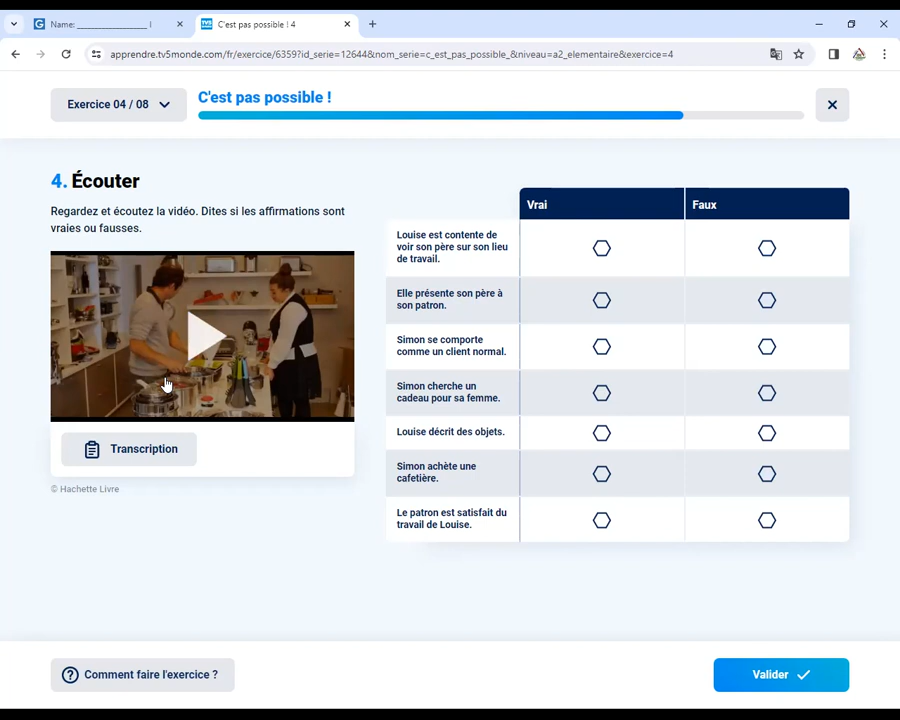 Name: ________________ I
C'est pas possible ! 4
apprendre.tv5monde.com/fr/exercice/6359?id_serie=12644&nom_serie=c_est_pas_possible_&niveau=a2_elementaire&exercice=4
Exercice 04 / 08
C'est pas possible !
4. Écouter
Regardez et écoutez la vidéo. Dites si les affirmations sont
vraies ou fausses.
Transcription
© Hachette Livre
Vrai
Faux
Louise est contente de
voir son père sur son lieu
de travail.
Elle présente son père à
son patron.
Simon se comporte
comme un client normal.
Simon cherche un
cadeau pour sa femme.
Louise décrit des objets.
Simon achète une
cafetière.
Le patron est satisfait du
travail de Louise.
Comment faire l'exercice ?
Valider